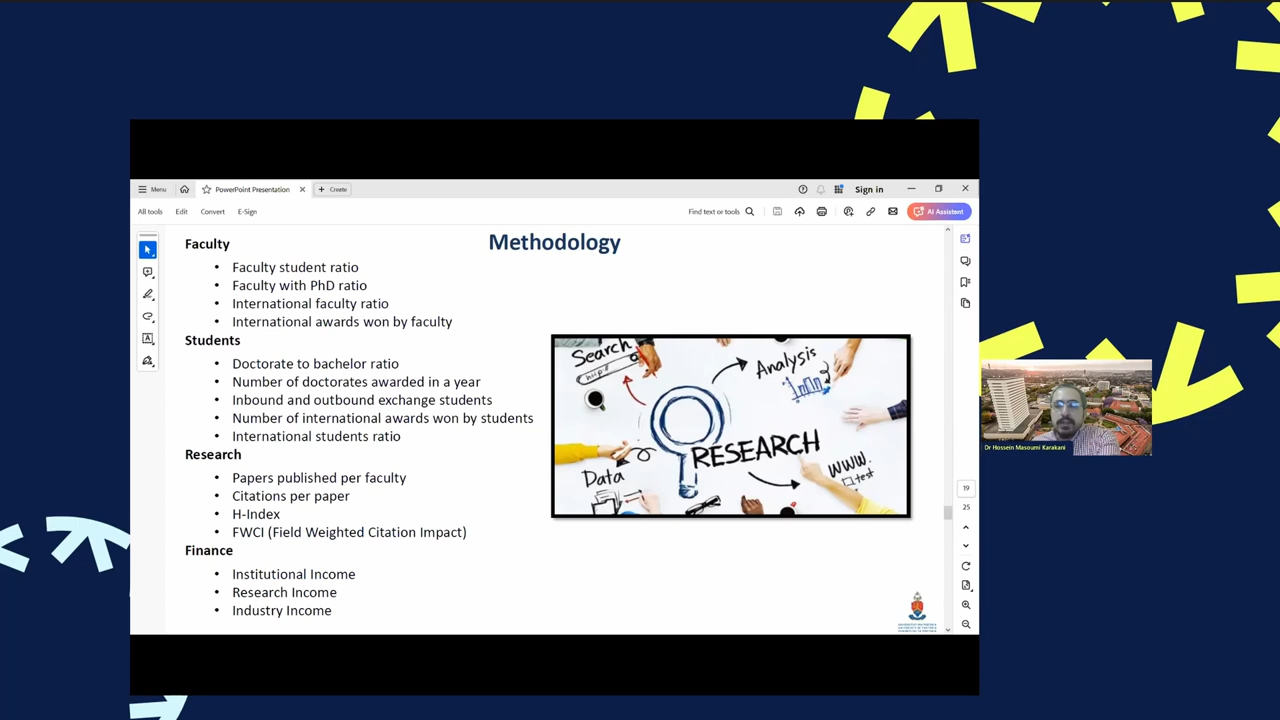 Menu
PowerPoint Presentation
Create
Sign in
All tools
Edit
Convert
E-Sign
Find text or tools
AI Assistant
Methodology
Faculty
• Faculty student ratio
• Faculty with PhD ratio
• International faculty ratio
• International awards won by faculty
Students
• Doctorate to bachelor ratio
• Number of doctorates awarded in a year
• Inbound and outbound exchange students
• Number of international awards won by students
• International students ratio
Research
• Papers published per faculty
• Citations per paper
• H-Index
• FWCI (Field Weighted Citation Impact)
Finance
• Institutional Income
• Research Income
• Industry Income
Search
Analysis
RESEARCH
Data
WWW.
test
19
25
Dr Hossein Masoumi Karakani